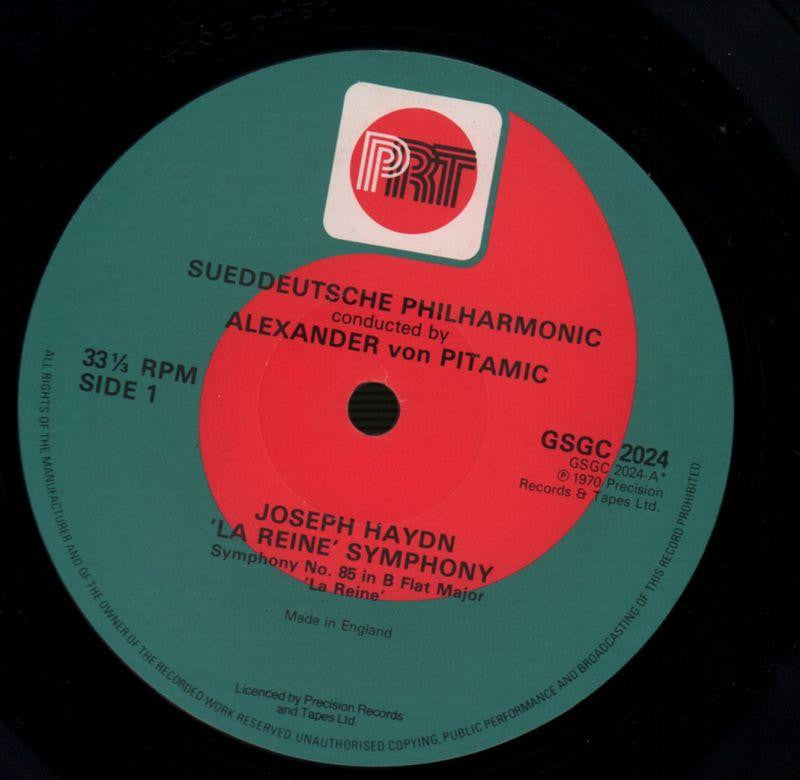 PRT
SUEDDEUTSCHE PHILHARMONIC
conducted by
ALEXANDER von PITAMIC
33⅓ RPM
SIDE 1
GSGC 2024
GSGC 2024-A*
℗ 1970 Precision
Records & Tapes Ltd.
JOSEPH HAYDN
'LA REINE' SYMPHONY
Symphony No. 85 in B Flat Major
'La Reine'
Made in England
Licenced by Precision Records
and Tapes Ltd.
ALL RIGHTS OF THE MANUFACTURER AND OF THE OWNER OF THE RECORDED WORK RESERVED. UNAUTHORISED COPYING, PUBLIC PERFORMANCE AND BROADCASTING OF THIS RECORD PROHIBITED